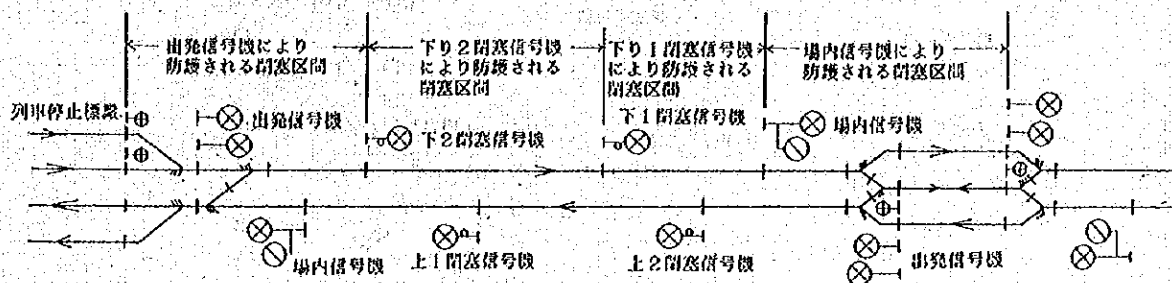 出発信号機により
防護される閉塞区間
下り2閉塞信号機
により防護される
閉塞区間
下り1閉塞信号機
により防護される
閉塞区間
場内信号機により
防護される閉塞区間
列車停止標識
出発信号機
下2閉塞信号機
下1閉塞信号機
場内信号機
場内信号機
上1閉塞信号機
上2閉塞信号機
出発信号機